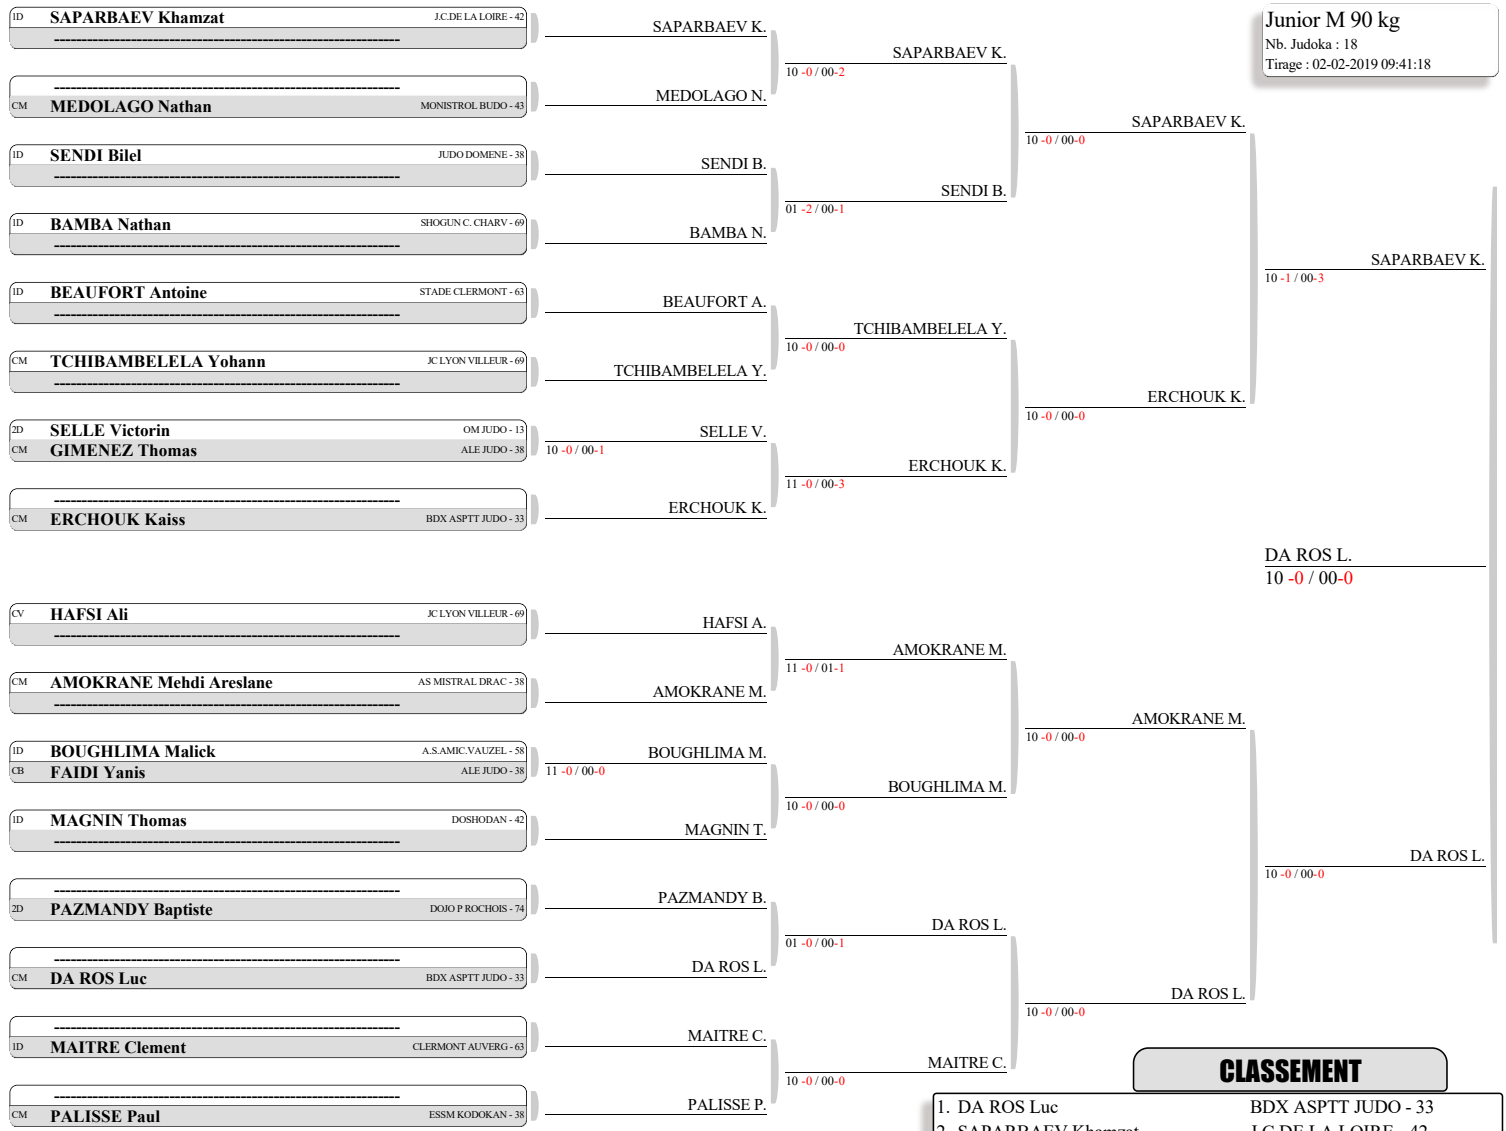 Junior M 90 kg
Nb. Judoka : 18
Tirage : 02-02-2019 09:41:18
1D SAPARBAEV Khamzat J.C.DE LA LOIRE - 42
------------------------------------------------------------
------------------------------------------------------------
CM MEDOLAGO Nathan MONISTROL BUDO - 43
1D SENDI Bilel JUDO DOMENE - 38
------------------------------------------------------------
1D BAMBA Nathan SHOGUN C. CHARV - 69
------------------------------------------------------------
1D BEAUFORT Antoine STADE CLERMONT - 63
------------------------------------------------------------
CM TCHIBAMBELELA Yohann JC LYON VILLEUR - 69
------------------------------------------------------------
2D SELLE Victorin OM JUDO - 13
CM GIMENEZ Thomas ALE JUDO - 38
------------------------------------------------------------
CM ERCHOUK Kaiss BDX ASPTT JUDO - 33
CV HAFSI Ali JC LYON VILLEUR - 69
------------------------------------------------------------
CM AMOKRANE Mehdi Areslane AS MISTRAL DRAC - 38
------------------------------------------------------------
1D BOUGHLIMA Malick A.S.AMIC.VAUZEL - 58
CB FAIDI Yanis ALE JUDO - 38
1D MAGNIN Thomas DOSHODAN - 42
------------------------------------------------------------
------------------------------------------------------------
2D PAZMANDY Baptiste DOJO P ROCHOIS - 74
------------------------------------------------------------
CM DA ROS Luc BDX ASPTT JUDO - 33
------------------------------------------------------------
1D MAITRE Clement CLERMONT AUVERG - 63
------------------------------------------------------------
CM PALISSE Paul ESSM KODOKAN - 38
SAPARBAEV K.
MEDOLAGO N.
SENDI B.
BAMBA N.
BEAUFORT A.
TCHIBAMBELELA Y.
SELLE V.
10 -0 / 00-1
ERCHOUK K.
HAFSI A.
AMOKRANE M.
BOUGHLIMA M.
11 -0 / 00-0
MAGNIN T.
PAZMANDY B.
DA ROS L.
MAITRE C.
PALISSE P.
SAPARBAEV K.
10 -0 / 00-2
SENDI B.
01 -2 / 00-1
TCHIBAMBELELA Y.
10 -0 / 00-0
ERCHOUK K.
11 -0 / 00-3
AMOKRANE M.
11 -0 / 01-1
BOUGHLIMA M.
10 -0 / 00-0
DA ROS L.
01 -0 / 00-1
MAITRE C.
10 -0 / 00-0
SAPARBAEV K.
10 -0 / 00-0
ERCHOUK K.
10 -0 / 00-0
AMOKRANE M.
10 -0 / 00-0
DA ROS L.
10 -0 / 00-0
SAPARBAEV K.
10 -1 / 00-3
DA ROS L.
10 -0 / 00-0
DA ROS L.
10 -0 / 00-0
CLASSEMENT
1. DA ROS Luc BDX ASPTT JUDO - 33
2. SAPARBAEV Khamzat J.C.DE LA LOIRE - 42